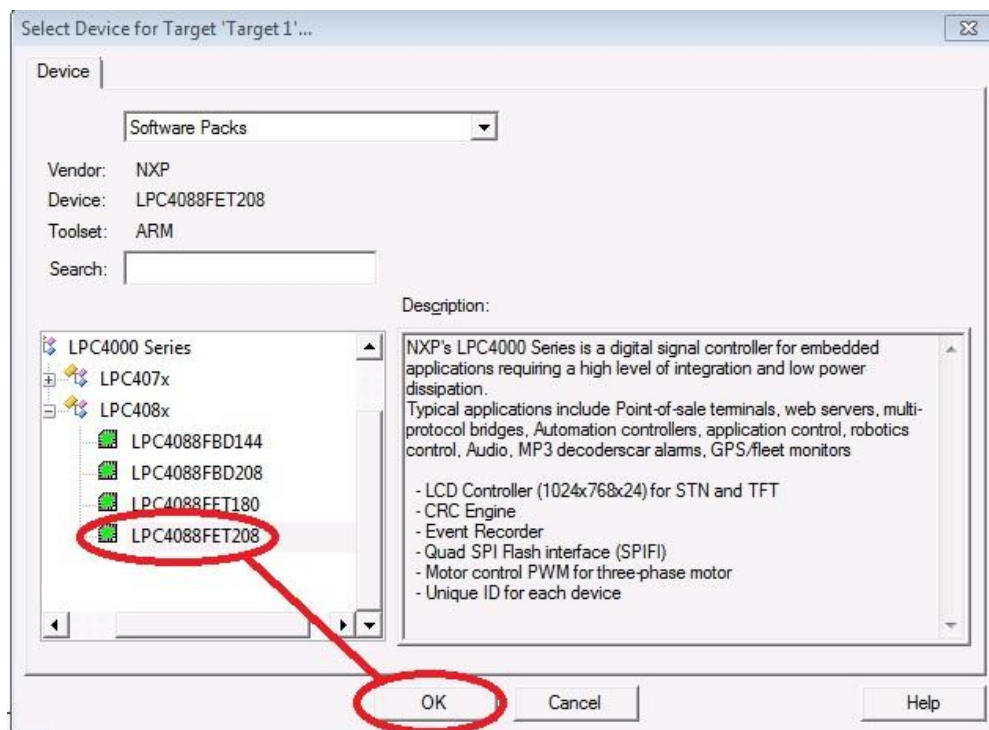 Select Device for Target 'Target 1'...
Device
Software Packs
Vendor: NXP
Device: LPC4088FET208
Toolset: ARM
Search:
Description:
LPC4000 Series
LPC407x
LPC408x
LPC4088FBD144
LPC4088FBD208
LPC4088FET180
LPC4088FET208
NXP's LPC4000 Series is a digital signal controller for embedded
applications requiring a high level of integration and low power
dissipation.
Typical applications include Point-of-sale terminals, web servers, multi-
protocol bridges, Automation controllers, application control, robotics
control, Audio, MP3 decoderscar alarms, GPS/fleet monitors
- LCD Controller (1024x768x24) for STN and TFT
- CRC Engine
- Event Recorder
- Quad SPI Flash interface (SPIFI)
- Motor control PWM for three-phase motor
- Unique ID for each device
OK
Cancel
Help